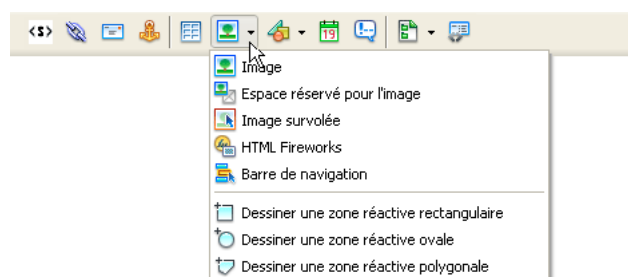 <S>
19
Image
Espace réservé pour l'image
Image survolée
HTML Fireworks
Barre de navigation
Dessiner une zone réactive rectangulaire
Dessiner une zone réactive ovale
Dessiner une zone réactive polygonale